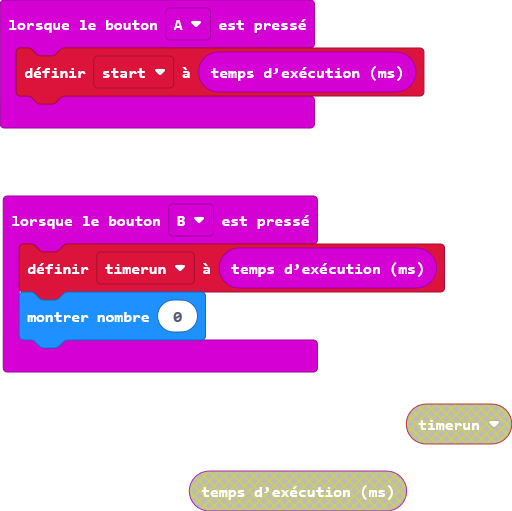 lorsque le bouton A est pressé
définir start à temps d’exécution (ms)
lorsque le bouton B est pressé
définir timerun à temps d’exécution (ms)
montrer nombre 0
timerun
temps d’exécution (ms)